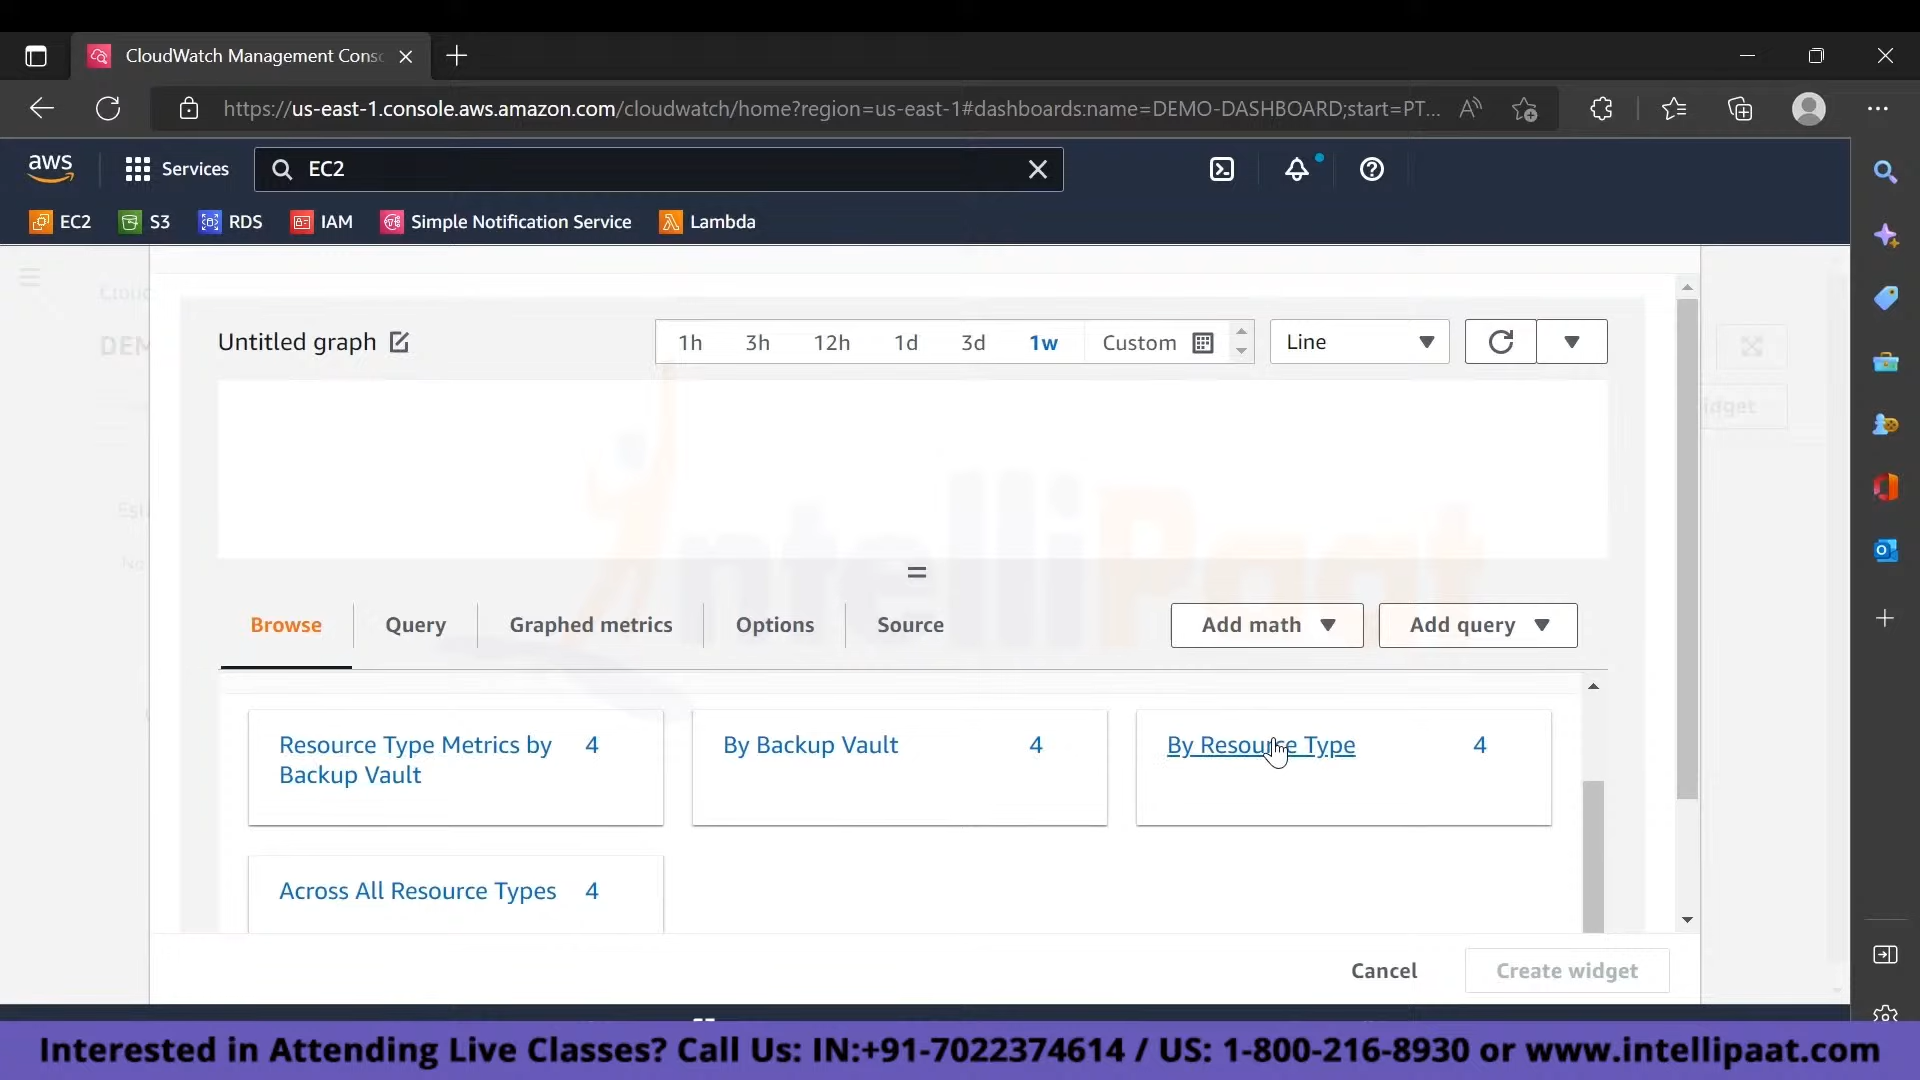 CloudWatch Management Cons
https://us-east-1.console.aws.amazon.com/cloudwatch/home?region=us-east-1#dashboards:name=DEMO-DASHBOARD;start=PT...
aws
Services
EC2
EC2
S3
RDS
IAM
Simple Notification Service
Lambda
DEM
Untitled graph
1h
3h
12h
1d
3d
1w
Custom
Line
idget
IntelliPaat
Browse
Query
Graphed metrics
Options
Source
Add math
Add query
Resource Type Metrics by
Backup Vault
4
By Backup Vault
4
By Resource Type
4
Across All Resource Types
4
Cancel
Create widget
Interested in Attending Live Classes? Call Us: IN:+91-7022374614 / US: 1-800-216-8930 or www.intellipaat.com